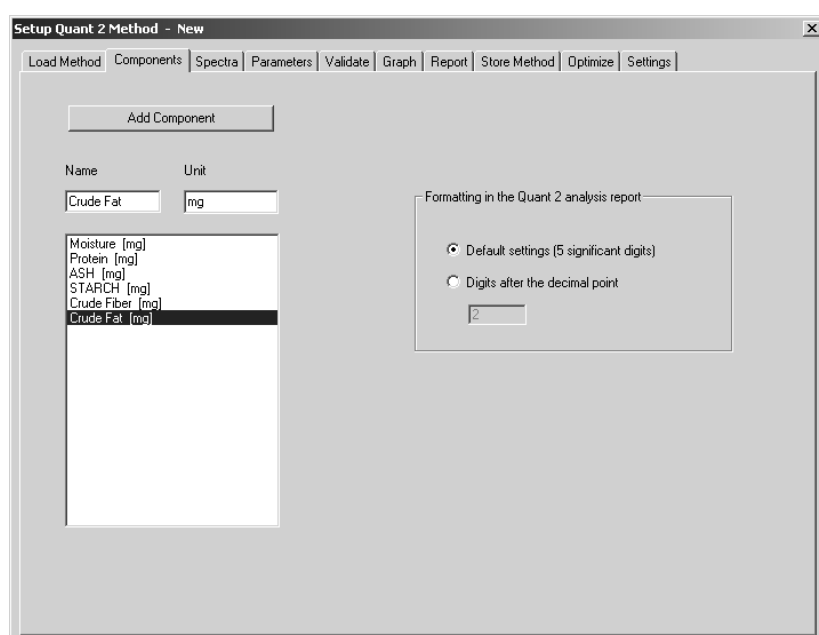 Setup Quant 2 Method - New
Load Method Components Spectra Parameters Validate Graph Report Store Method Optimize Settings
Add Component
Name Unit
Crude Fat mg
Moisture [mg]
Protein [mg]
ASH [mg]
STARCH [mg]
Crude Fiber [mg]
Crude Fat [mg]
Formatting in the Quant 2 analysis report
Default settings (5 significant digits)
Digits after the decimal point
2